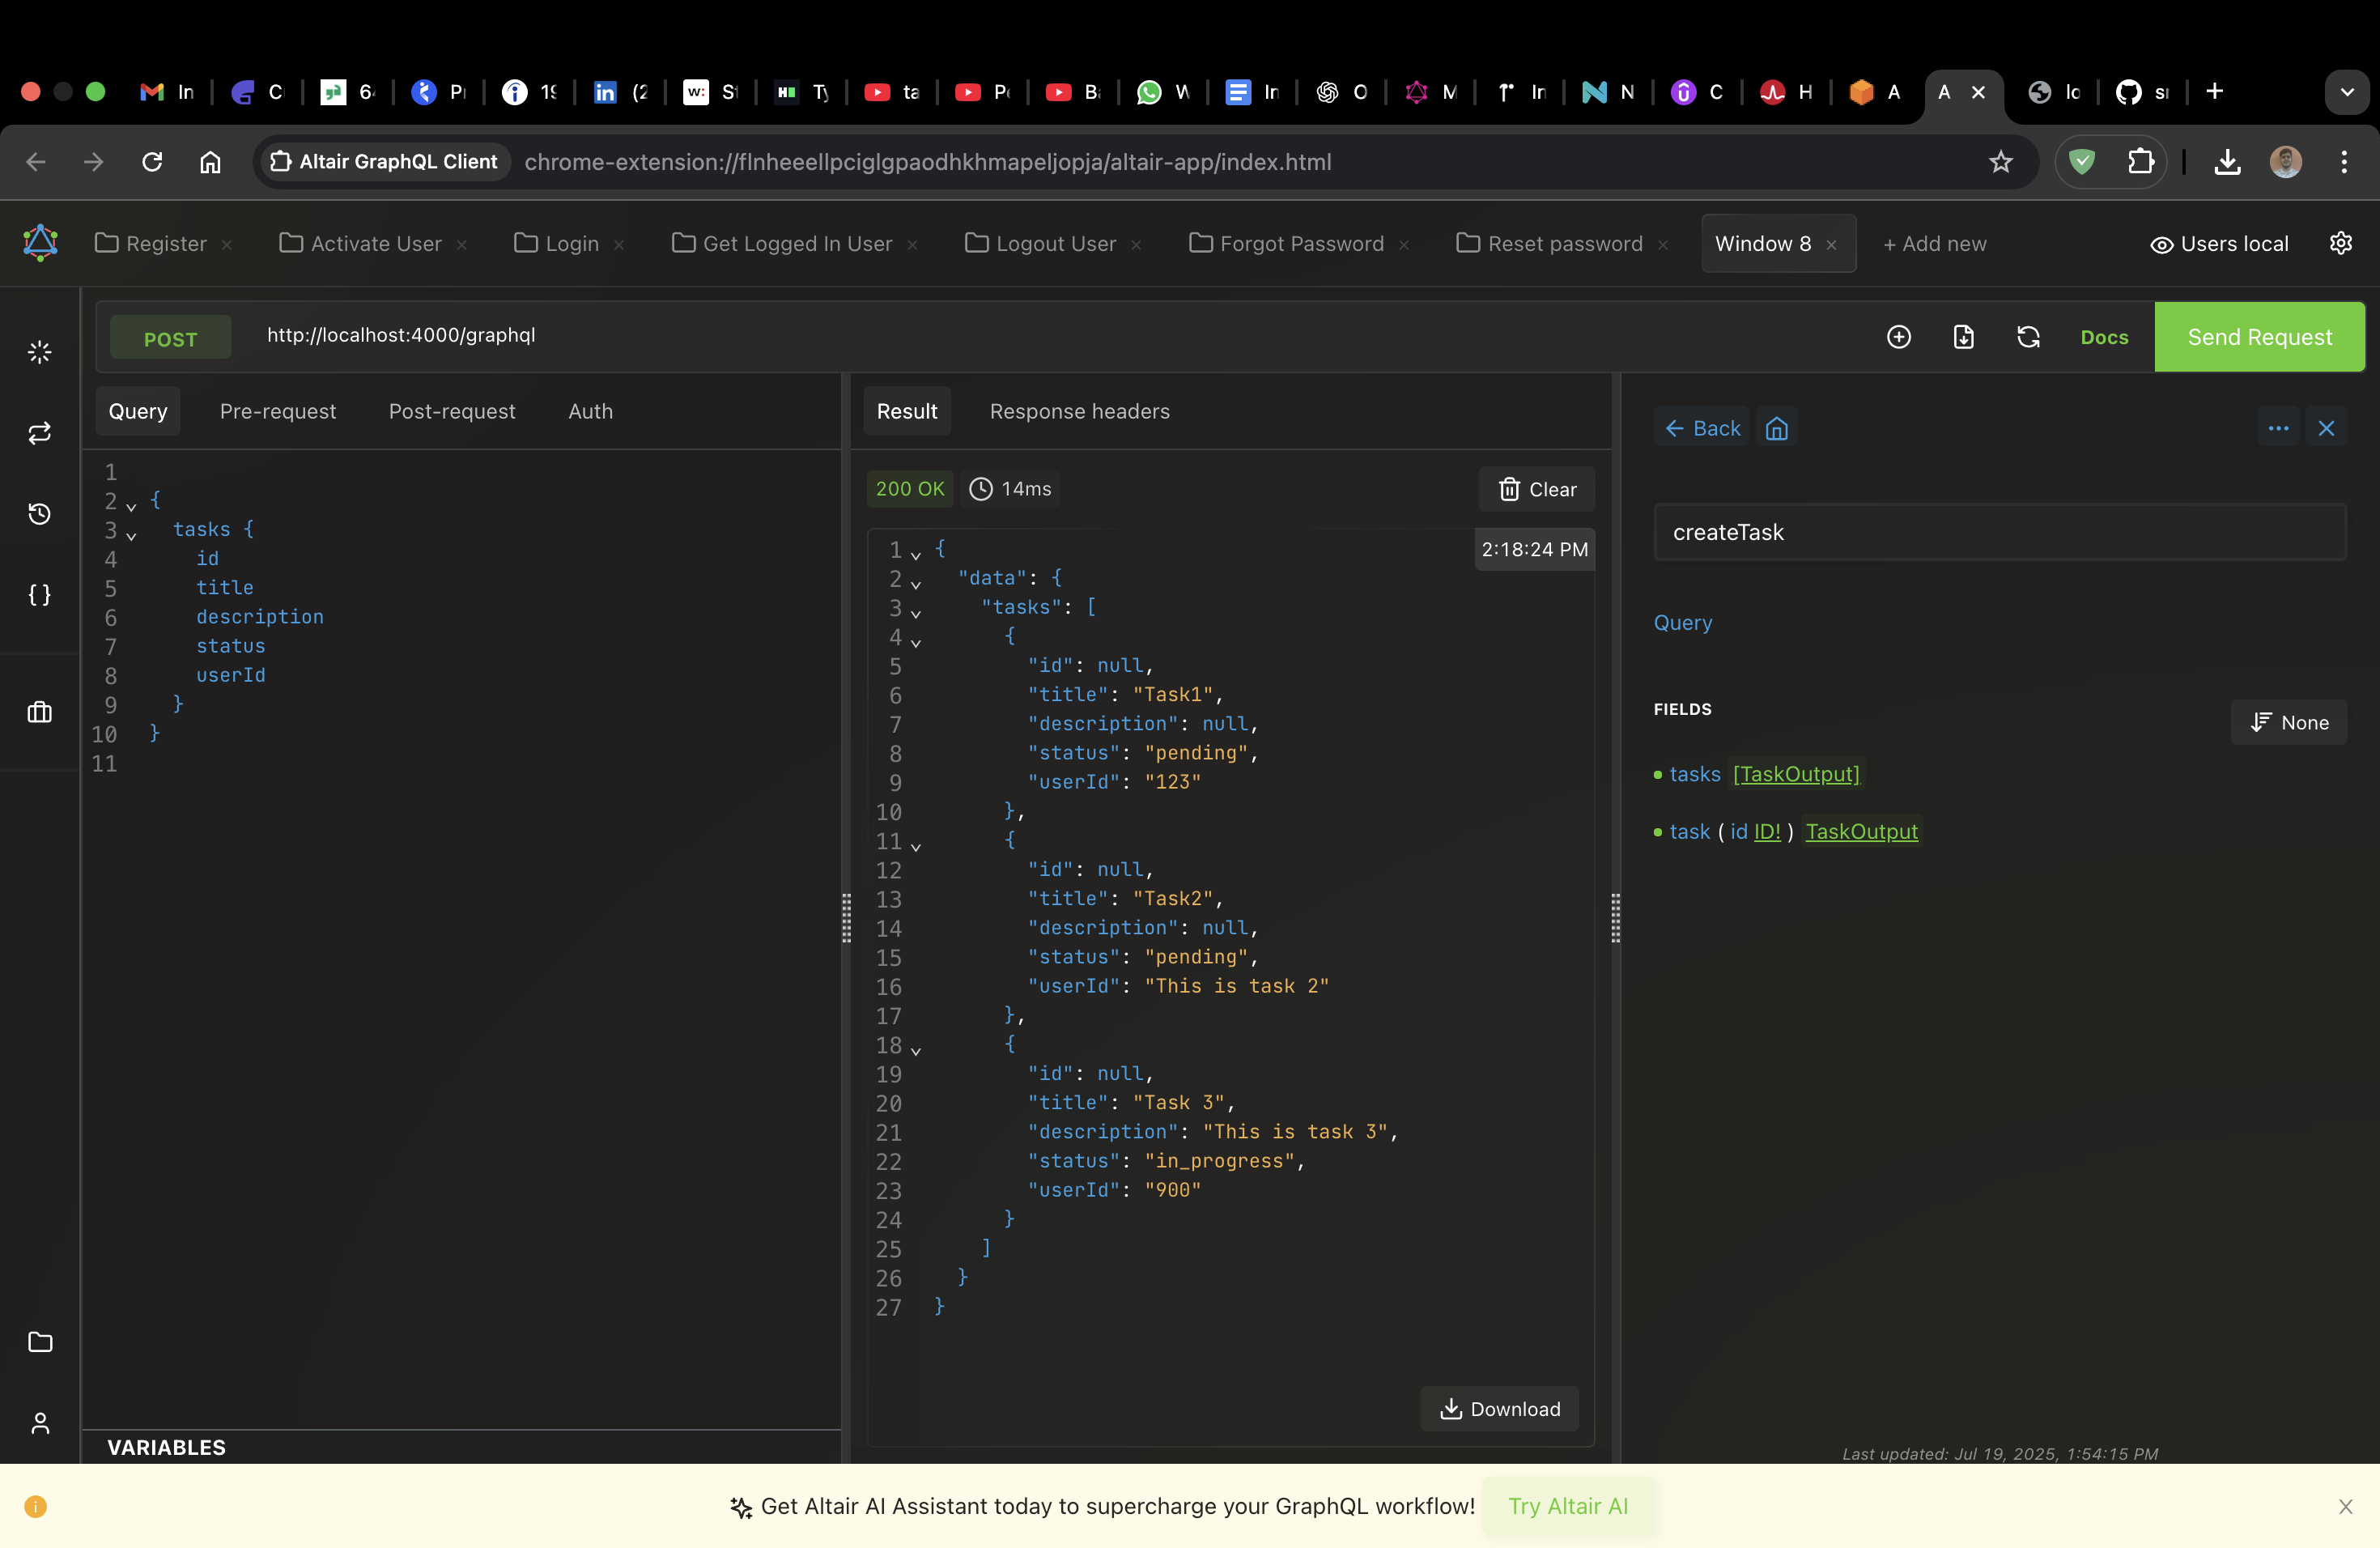 In
C
6
P
19
(2
W:
S
H
Ty
ta
P
B
W
In
O
M
In
N
C
H
A
A
lo
sr
Altair GraphQL Client
chrome-extension://flnheeellpciglgpaodhkhmapeljopja/altair-app/index.html
Register
Activate User
Login
Get Logged In User
Logout User
Forgot Password
Reset password
Window 8
+ Add new
Users local
POST
http://localhost:4000/graphql
Docs
Send Request
Query
Pre-request
Post-request
Auth
1
2 {
3 tasks {
4 id
5 title
6 description
7 status
8 userId
9 }
10 }
11
VARIABLES
Result
Response headers
200 OK
14ms
Clear
2:18:24 PM
1 {
2 "data": {
3 "tasks": [
4 {
5 "id": null,
6 "title": "Task1",
7 "description": null,
8 "status": "pending",
9 "userId": "123"
10 },
11 {
12 "id": null,
13 "title": "Task2",
14 "description": null,
15 "status": "pending",
16 "userId": "This is task 2"
17 },
18 {
19 "id": null,
20 "title": "Task 3",
21 "description": "This is task 3",
22 "status": "in_progress",
23 "userId": "900"
24 }
25 ]
26 }
27 }
Download
Back
createTask
Query
FIELDS
None
tasks [TaskOutput]
task ( id ID! ) TaskOutput
Last updated: Jul 19, 2025, 1:54:15 PM
Get Altair AI Assistant today to supercharge your GraphQL workflow!
Try Altair AI